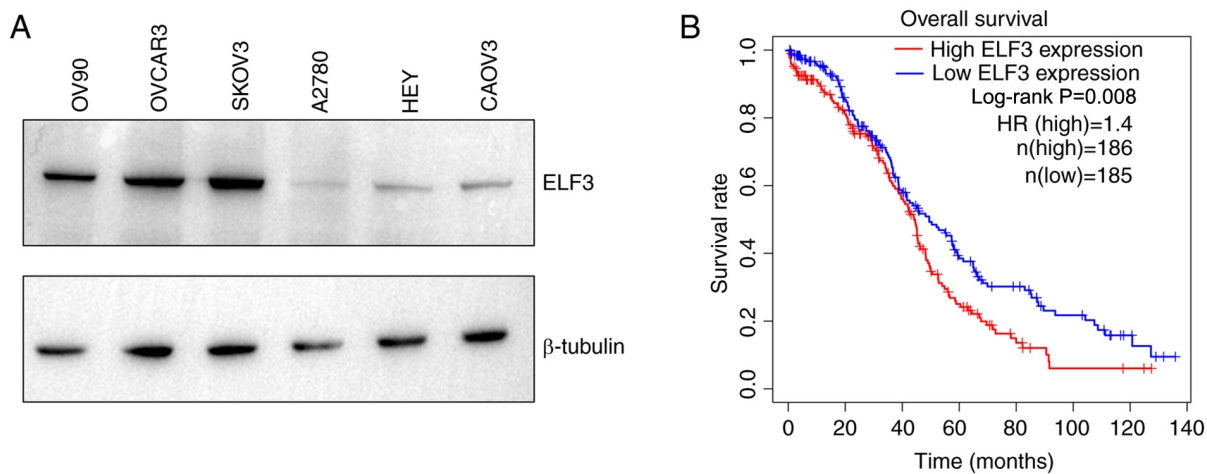 A
OV90
OVCAR3
SKOV3
A2780
HEY
CAOV3
ELF3
β-tubulin
B
Overall survival
High ELF3 expression
Low ELF3 expression
Log-rank P=0.008
HR (high)=1.4
n(high)=186
n(low)=185
Survival rate
1.0
0.8
0.6
0.4
0.2
0.0
0 20 40 60 80 100 120 140
Time (months)